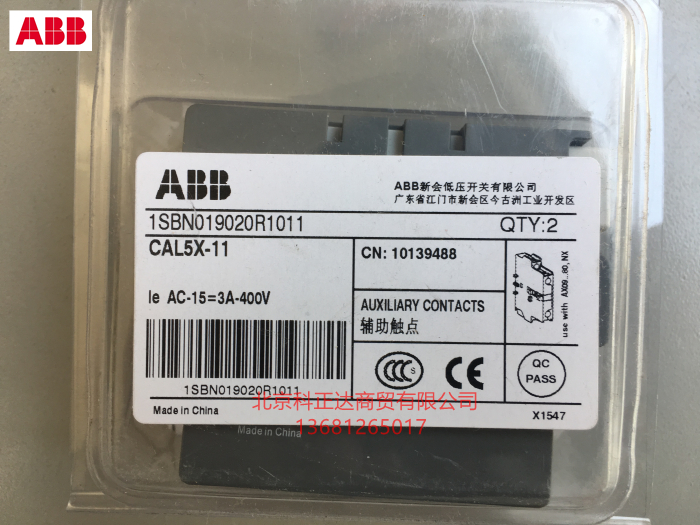 ABB
ABB
ABB新会低压开关有限公司
广东省江门市新会区今古洲工业开发区
1SBN019020R1011
QTY:2
CAL5X-11
CN: 10139488
Ie AC-15=3A-400V
AUXILIARY CONTACTS
辅助触点
use with AX09...80, NX
CCC S
CE
QC
PASS
1SBN019020R1011
Made in China
X1547
北京科正达商贸有限公司
13681265017
Made in China